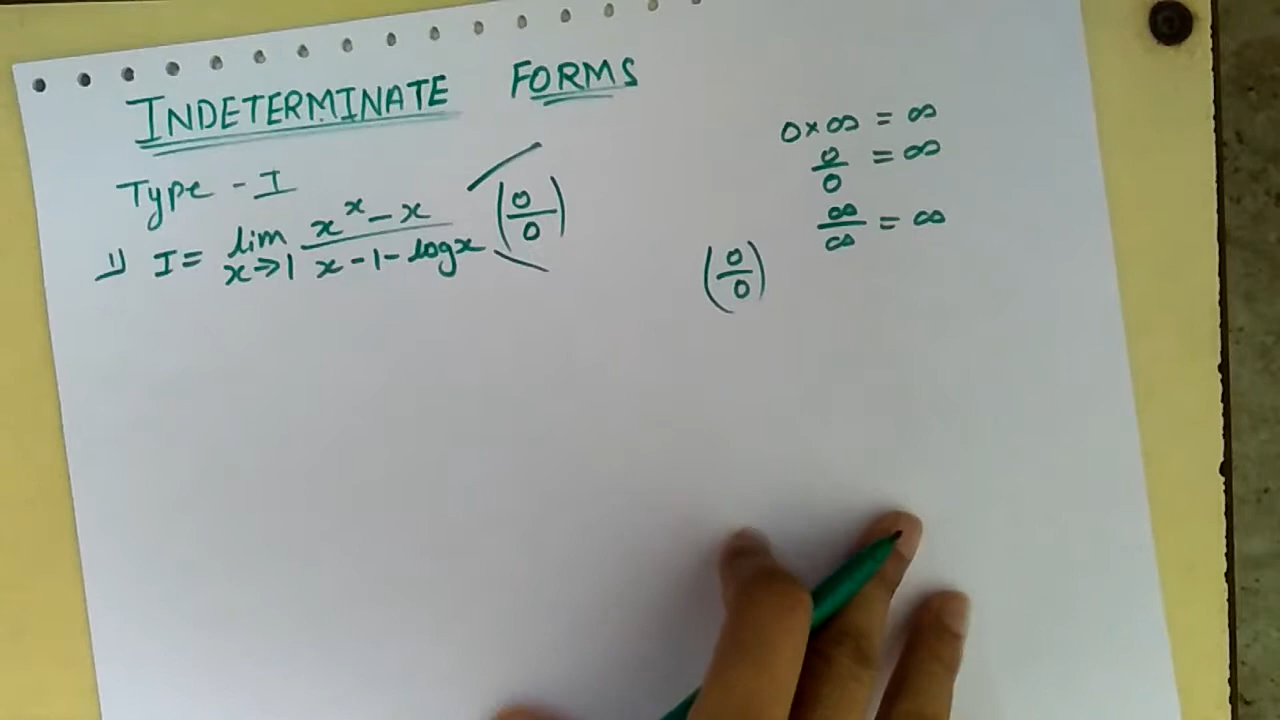 INDETERMINATE FORMS
Type - I
1) I = lim x→1 (x^x - x)/(x - 1 - log x) (0/0)
0 × ∞ = ∞
0/0 = ∞
∞/∞ = ∞
(0/0)